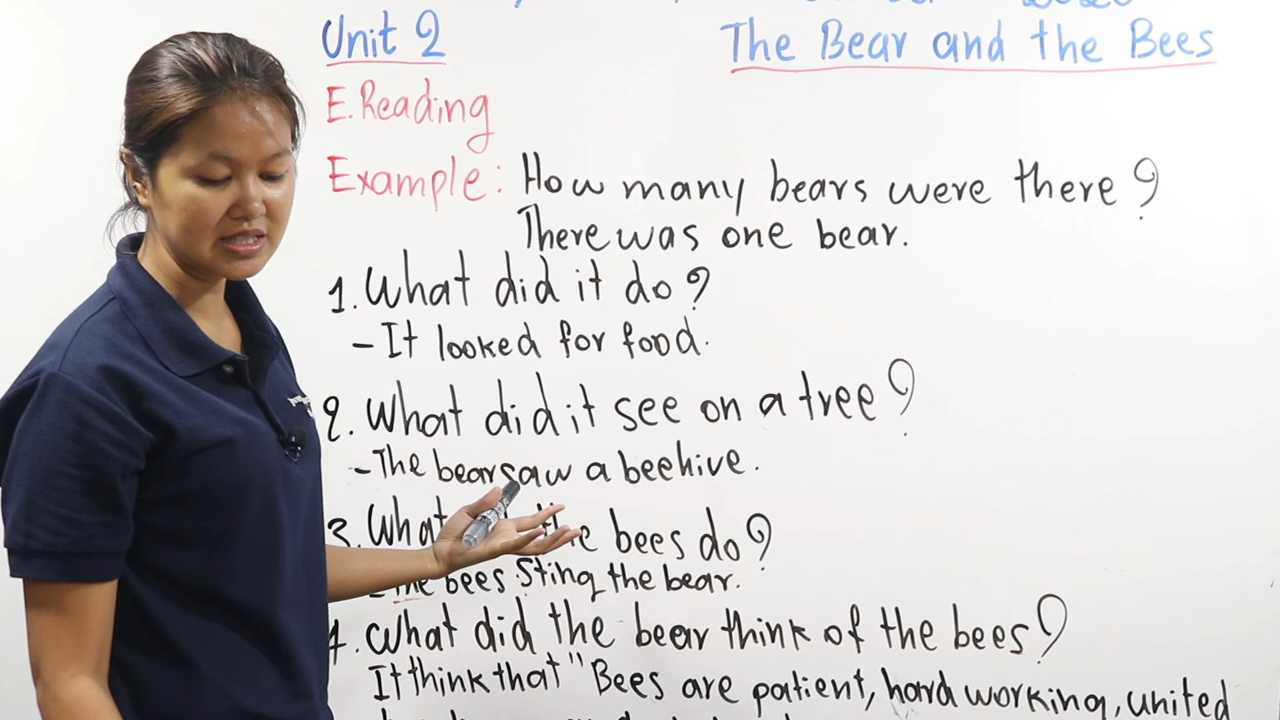 Unit 2
The Bear and the Bees
E. Reading
Example: How many bears were there?
There was one bear.
1. What did it do?
- It looked for food.
2. What did it see on a tree?
- The bear saw a beehive.
3. What the bees do?
- The bees Sting the bear.
4. What did the bear think of the bees?
It think that "Bees are patient, hard working, united